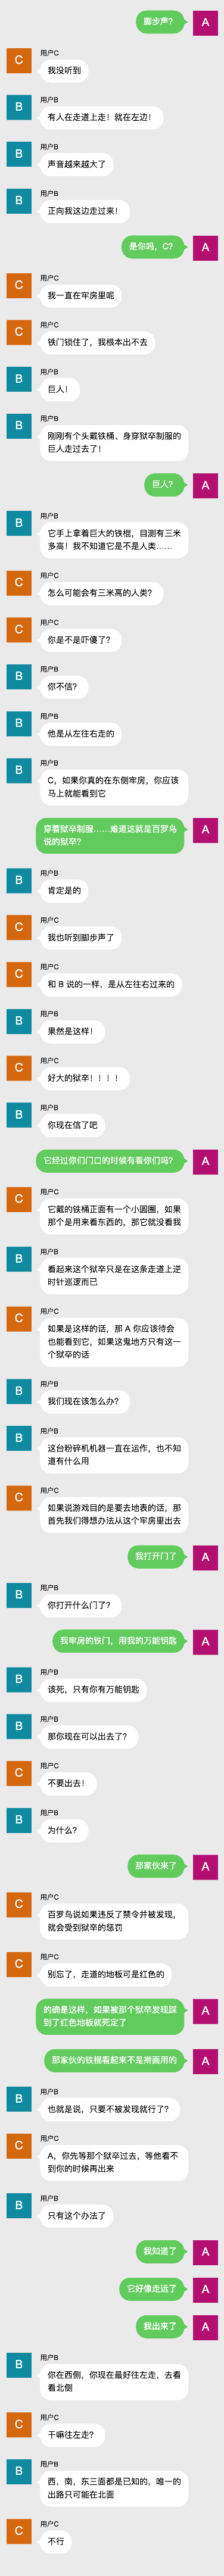 脚步声?
A
C
用户C
我没听到
B
用户B
有人在走道上走!就在左边!
B
用户B
声音越来越大了
B
用户B
正向我这边走过来!
是你吗,C?
A
C
用户C
我一直在牢房里呢
C
用户C
铁门锁住了,我根本出不去
B
用户B
巨人!
B
用户B
刚刚有个头戴铁桶、身穿狱卒制服的
巨人走过去了!
巨人?
A
B
用户B
它手上拿着巨大的铁棍,目测有三米
多高!我不知道它是不是人类……
C
用户C
怎么可能会有三米高的人类?
C
用户C
你是不是吓傻了?
B
用户B
你不信?
B
用户B
他是从左往右走的
B
用户B
C,如果你真的在东侧牢房,你应该
马上就能看到它
穿着狱卒制服……难道这就是百罗鸟
说的狱卒?
A
B
用户B
肯定是的
C
用户C
我也听到脚步声了
C
用户C
和 B 说的一样,是从左往右过来的
B
用户B
果然是这样!
C
用户C
好大的狱卒!!!!
B
用户B
你现在信了吧
它经过你们门口的时候有看你们吗?
A
C
用户C
它戴的铁桶正面有一个小圆圈,如果
那个是用来看东西的,那它就没看我
B
用户B
看起来这个狱卒只是在这条走道上逆
时针巡逻而已
C
用户C
如果是这样的话,那 A 你应该待会
也能看到它,如果这鬼地方只有这一
个狱卒的话
B
用户B
我们现在该怎么办?
B
用户B
这台粉碎机机器一直在运作,也不知
道有什么用
C
用户C
如果说游戏目的是要去地表的话,那
首先我们得想办法从这个牢房里出去
我打开门了
A
B
用户B
你打开什么门了?
我牢房的铁门,用我的万能钥匙
A
B
用户B
该死,只有你有万能钥匙
B
用户B
那你现在可以出去了?
C
用户C
不要出去!
B
用户B
为什么?
那家伙来了
A
C
用户C
百罗鸟说如果违反了禁令并被发现,
就会受到狱卒的惩罚
C
用户C
别忘了,走道的地板可是红色的
的确是这样,如果被那个狱卒发现踩
到了红色地板就死定了
A
那家伙的铁棍看起来不是擀面用的
A
B
用户B
也就是说,只要不被发现就行了?
C
用户C
A,你先等那个狱卒过去,等他看不
到你的时候再出来
B
用户B
只有这个办法了
我知道了
A
它好像走远了
A
我出来了
A
B
用户B
你在西侧,你现在最好往左走,去看
看北侧
C
用户C
干嘛往左走?
B
用户B
西,南,东三面都是已知的,唯一的
出路只可能在北面
C
用户C
不行